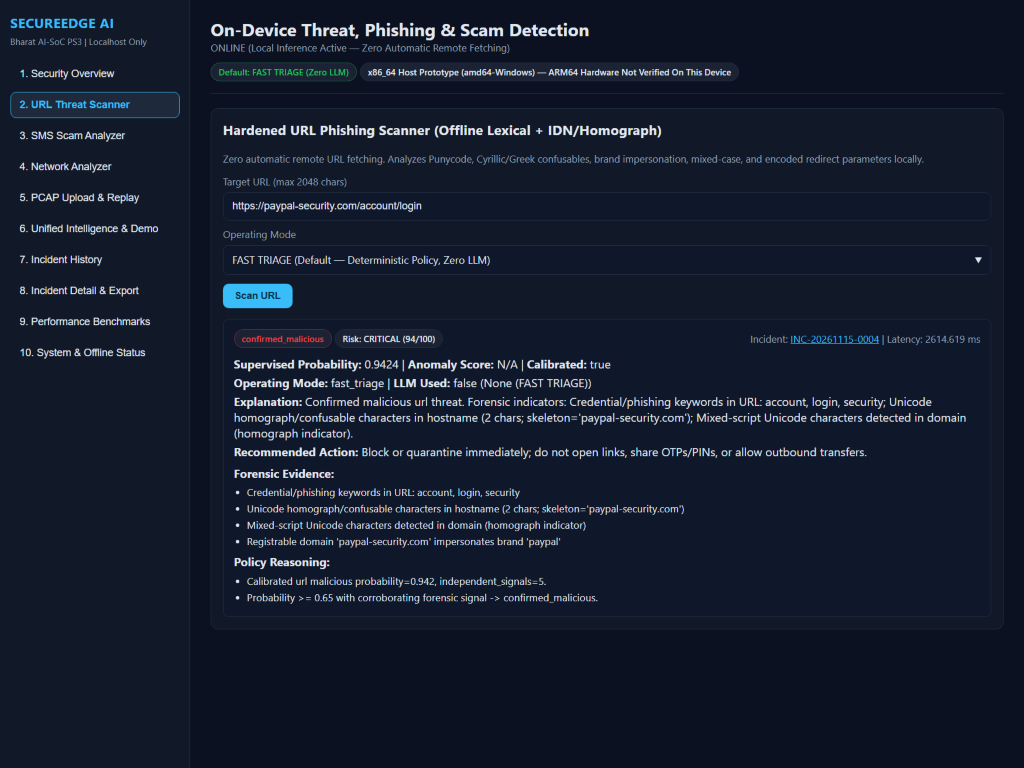 SECUREEDGE AI
Bharat AI-SoC PS3 | Localhost Only
1. Security Overview
2. URL Threat Scanner
3. SMS Scam Analyzer
4. Network Analyzer
5. PCAP Upload & Replay
6. Unified Intelligence & Demo
7. Incident History
8. Incident Detail & Export
9. Performance Benchmarks
10. System & Offline Status
On-Device Threat, Phishing & Scam Detection
ONLINE (Local Inference Active — Zero Automatic Remote Fetching)
Default: FAST TRIAGE (Zero LLM)
x86_64 Host Prototype (amd64-Windows) — ARM64 Hardware Not Verified On This Device
Hardened URL Phishing Scanner (Offline Lexical + IDN/Homograph)
Zero automatic remote URL fetching. Analyzes Punycode, Cyrillic/Greek confusables, brand impersonation, mixed-case, and encoded redirect parameters locally.
Target URL (max 2048 chars)
https://paypal-security.com/account/login
Operating Mode
FAST TRIAGE (Default — Deterministic Policy, Zero LLM)
Scan URL
confirmed_malicious Risk: CRITICAL (94/100) Incident: INC-20261115-0004 | Latency: 2614.619 ms
Supervised Probability: 0.9424 | Anomaly Score: N/A | Calibrated: true
Operating Mode: fast_triage | LLM Used: false (None (FAST TRIAGE))
Explanation: Confirmed malicious url threat. Forensic indicators: Credential/phishing keywords in URL: account, login, security; Unicode
homograph/confusable characters in hostname (2 chars; skeleton='paypal-security.com'); Mixed-script Unicode characters detected in domain
(homograph indicator).
Recommended Action: Block or quarantine immediately; do not open links, share OTPs/PINs, or allow outbound transfers.
Forensic Evidence:
• Credential/phishing keywords in URL: account, login, security
• Unicode homograph/confusable characters in hostname (2 chars; skeleton='paypal-security.com')
• Mixed-script Unicode characters detected in domain (homograph indicator)
• Registrable domain 'paypal-security.com' impersonates brand 'paypal'
Policy Reasoning:
• Calibrated url malicious probability=0.942, independent_signals=5.
• Probability >= 0.65 with corroborating forensic signal -> confirmed_malicious.